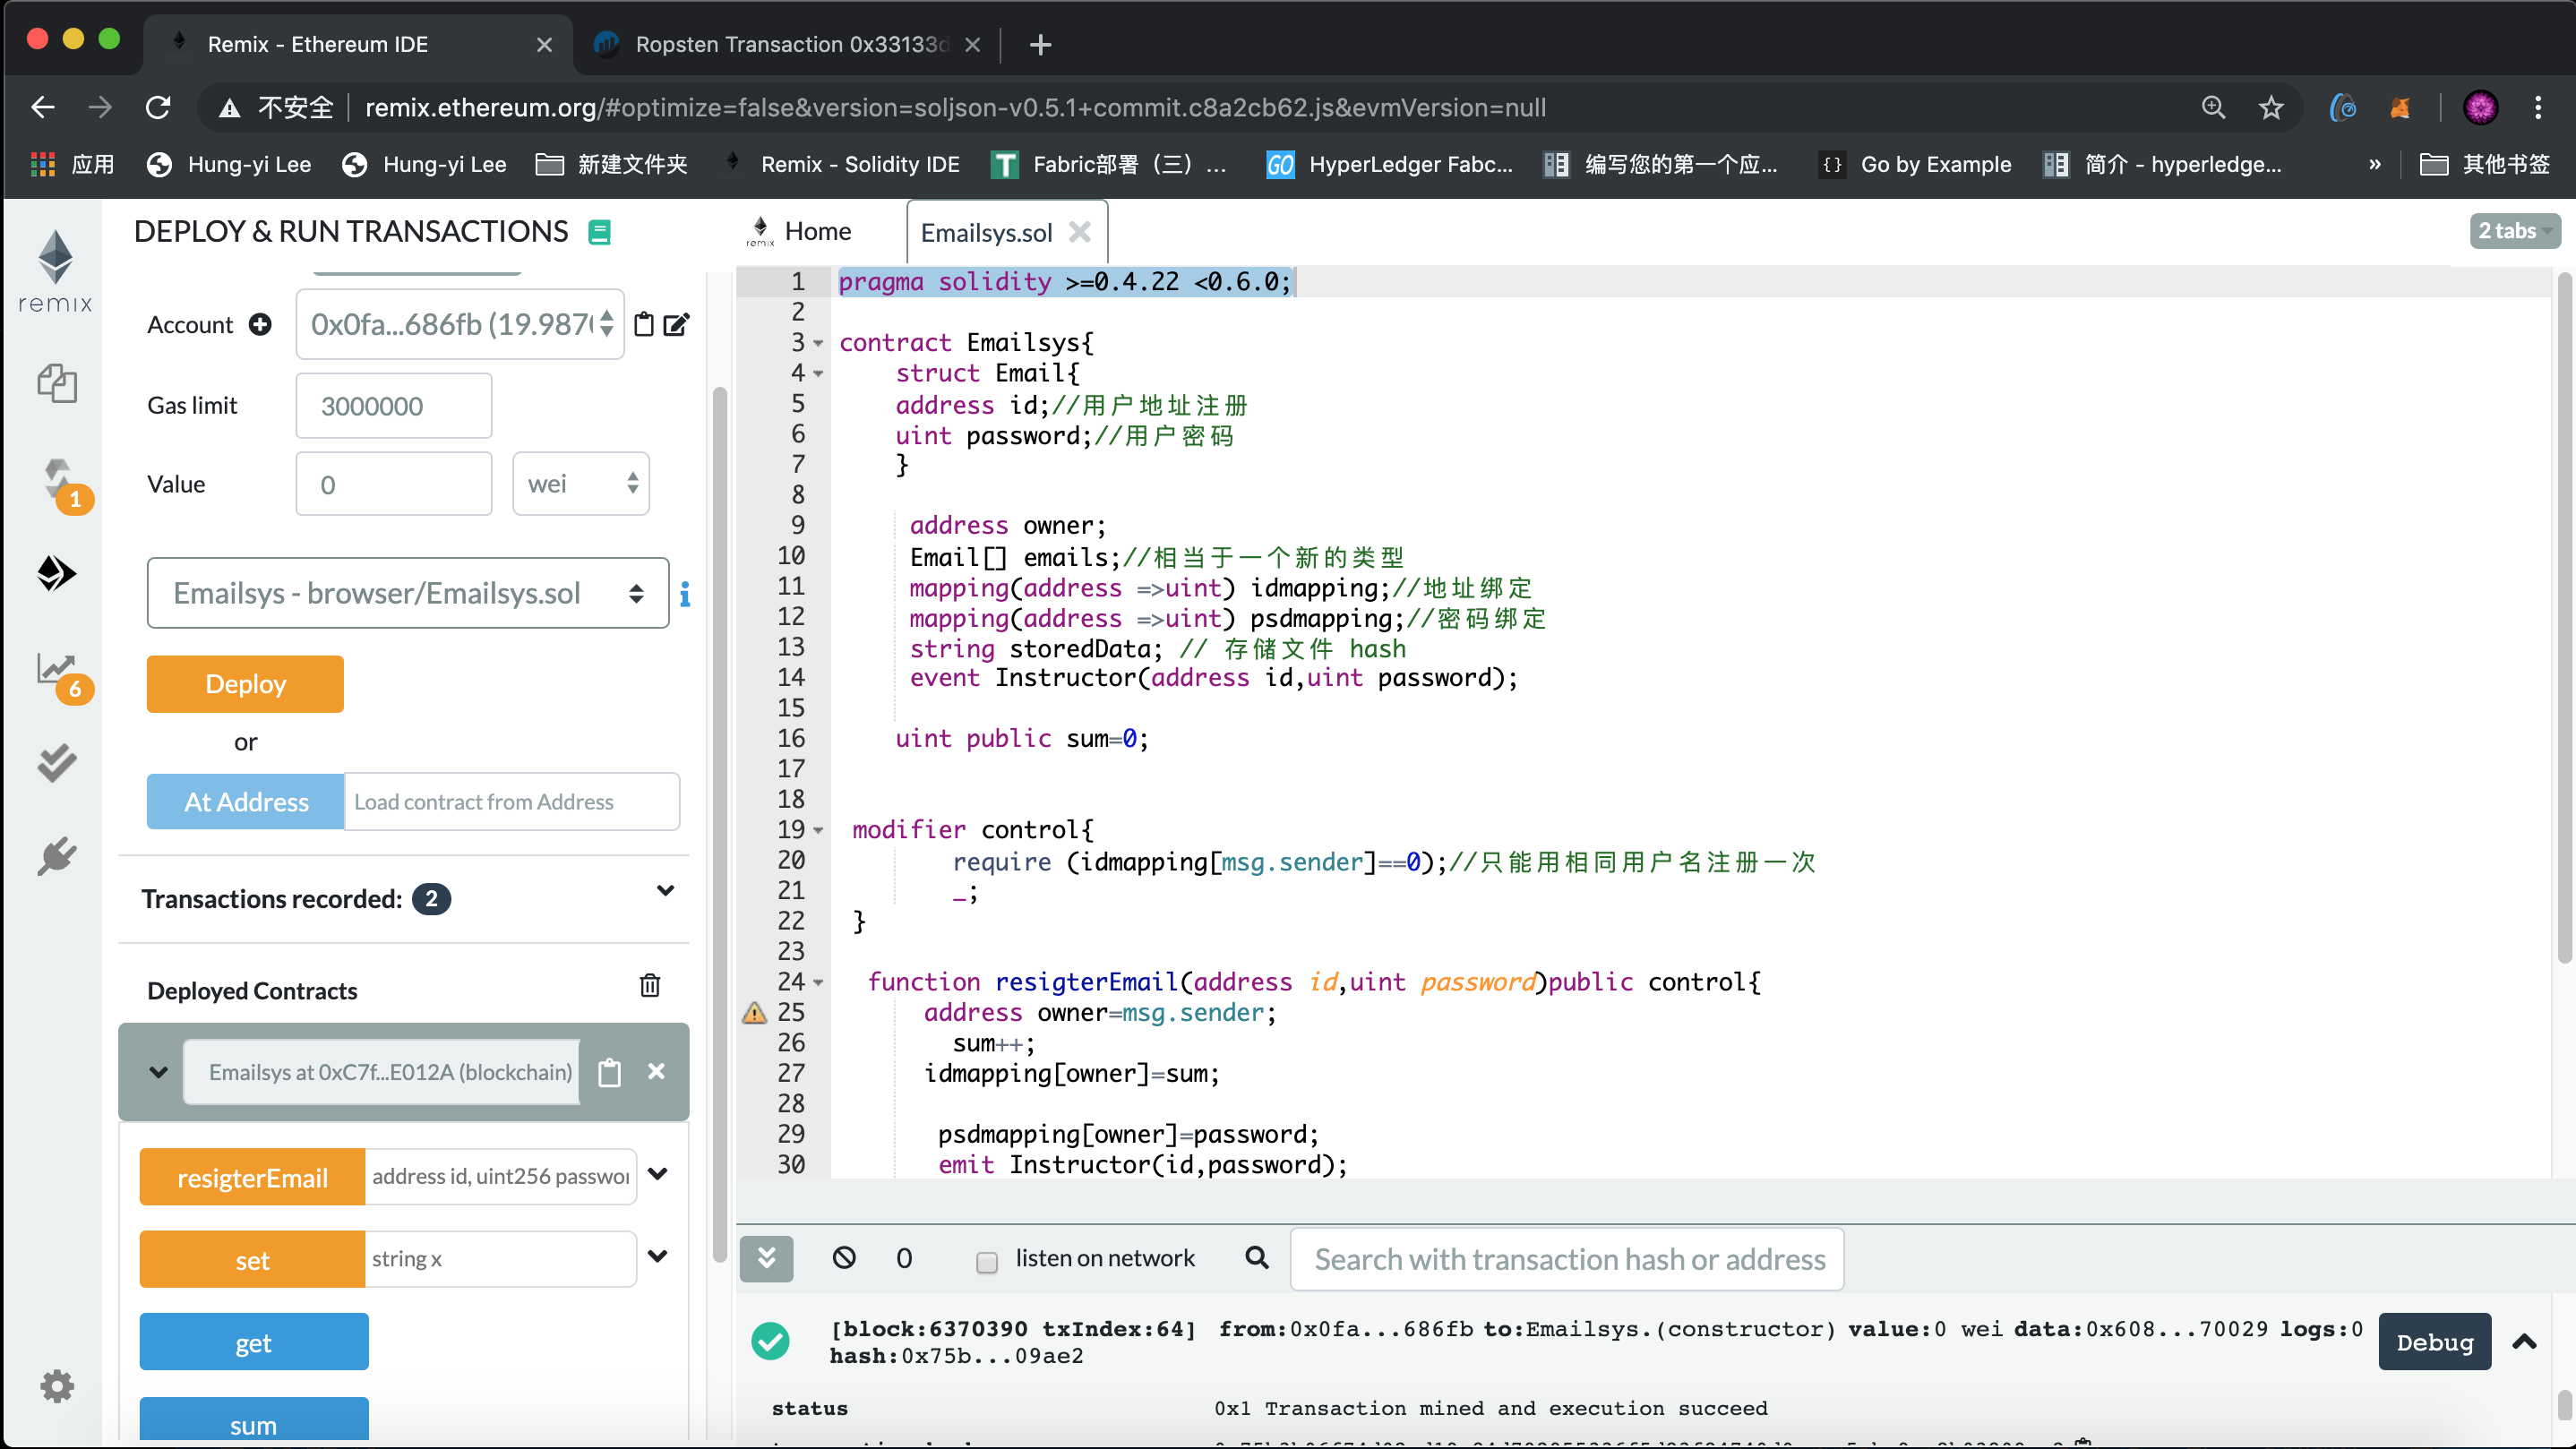 Remix - Ethereum IDE
Ropsten Transaction 0x33133d
不安全 remix.ethereum.org/#optimize=false&version=soljson-v0.5.1+commit.c8a2cb62.js&evmVersion=null
应用 Hung-yi Lee Hung-yi Lee 新建文件夹 Remix - Solidity IDE Fabric部署（三）... HyperLedger Fabc... 编写您的第一个应... Go by Example 简介 - hyperledge... » 其他书签
remix
1
6
DEPLOY & RUN TRANSACTIONS
Account 0x0fa...686fb (19.987(
Gas limit 3000000
Value 0 wei
Emailsys - browser/Emailsys.sol
Deploy
or
At Address Load contract from Address
Transactions recorded: 2
Deployed Contracts
Emailsys at 0xC7f...E012A (blockchain)
resigterEmail address id, uint256 passwor
set string x
get
sum
remix Home Emailsys.sol 2 tabs
1 pragma solidity >=0.4.22 <0.6.0;
2
3 contract Emailsys{
4 struct Email{
5 address id;//用户地址注册
6 uint password;//用户密码
7 }
8
9 address owner;
10 Email[] emails;//相当于一个新的类型
11 mapping(address =>uint) idmapping;//地址绑定
12 mapping(address =>uint) psdmapping;//密码绑定
13 string storedData; // 存储文件 hash
14 event Instructor(address id,uint password);
15
16 uint public sum=0;
17
18
19 modifier control{
20 require (idmapping[msg.sender]==0);//只能用相同用户名注册一次
21 _;
22 }
23
24 function resigterEmail(address id,uint password)public control{
25 address owner=msg.sender;
26 sum++;
27 idmapping[owner]=sum;
28
29 psdmapping[owner]=password;
30 emit Instructor(id,password);
0 listen on network Search with transaction hash or address
[block:6370390 txIndex:64] from:0x0fa...686fb to:Emailsys.(constructor) value:0 wei data:0x608...70029 logs:0
hash:0x75b...09ae2
Debug
status 0x1 Transaction mined and execution succeed